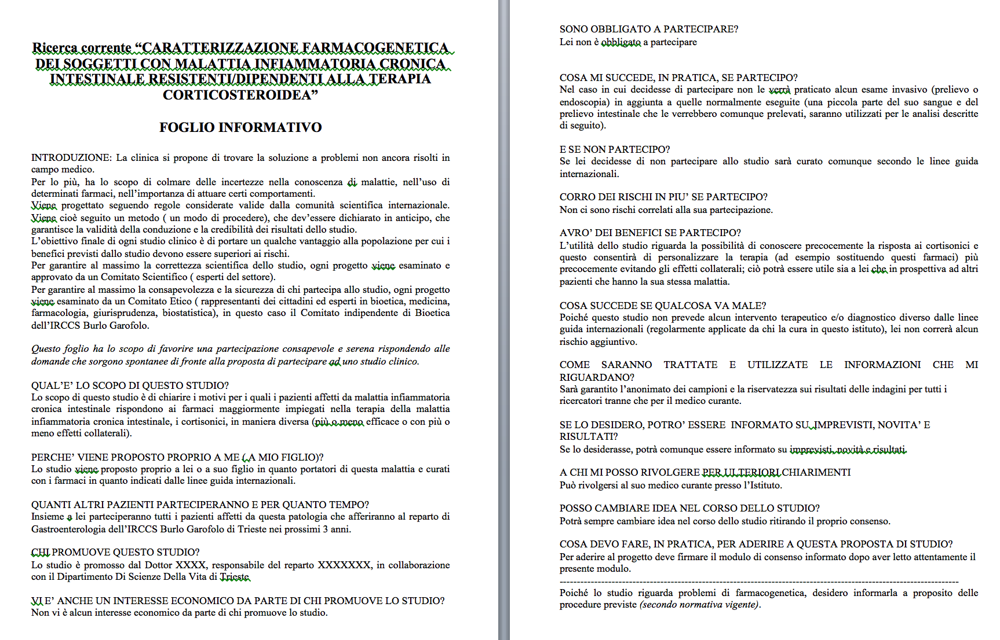 Ricerca corrente “CARATTERIZZAZIONE FARMACOGENETICA
DEI SOGGETTI CON MALATTIA INFIAMMATORIA CRONICA
INTESTINALE RESISTENTI/DIPENDENTI ALLA TERAPIA
CORTICOSTEROIDEA”
FOGLIO INFORMATIVO
INTRODUZIONE: La clinica si propone di trovare la soluzione a problemi non ancora risolti in
campo medico.
Per lo più, ha lo scopo di colmare delle incertezze nella conoscenza di malattie, nell’uso di
determinati farmaci, nell’importanza di attuare certi comportamenti.
Viene progettato seguendo regole considerate valide dalla comunità scientifica internazionale.
Viene cioè seguito un metodo ( un modo di procedere), che dev’essere dichiarato in anticipo, che
garantisce la validità della conduzione e la credibilità dei risultati dello studio.
L’obiettivo finale di ogni studio clinico è di portare un qualche vantaggio alla popolazione per cui i
benefici previsti dallo studio devono essere superiori ai rischi.
Per garantire al massimo la correttezza scientifica dello studio, ogni progetto viene esaminato e
approvato da un Comitato Scientifico ( esperti del settore).
Per garantire al massimo la consapevolezza e la sicurezza di chi partecipa allo studio, ogni progetto
viene esaminato da un Comitato Etico ( rappresentanti dei cittadini ed esperti in bioetica, medicina,
farmacologia, giurisprudenza, biostatistica), in questo caso il Comitato indipendente di Bioetica
dell’IRCCS Burlo Garofolo.
Questo foglio ha lo scopo di favorire una partecipazione consapevole e serena rispondendo alle
domande che sorgono spontanee di fronte alla proposta di partecipare ad uno studio clinico.
QUAL’E’ LO SCOPO DI QUESTO STUDIO?
Lo scopo di questo studio è di chiarire i motivi per i quali i pazienti affetti da malattia infiammatoria
cronica intestinale rispondono ai farmaci maggiormente impiegati nella terapia della malattia
infiammatoria cronica intestinale, i cortisonici, in maniera diversa (più o meno efficace o con più o
meno effetti collaterali).
PERCHE’ VIENE PROPOSTO PROPRIO A ME (A MIO FIGLIO)?
Lo studio viene proposto proprio a lei o a suo figlio in quanto portatori di questa malattia e curati
con i farmaci in quanto indicati dalle linee guida internazionali.
QUANTI ALTRI PAZIENTI PARTECIPERANNO E PER QUANTO TEMPO?
Insieme a lei parteciperanno tutti i pazienti affetti da questa patologia che afferiranno al reparto di
Gastroenterologia dell’IRCCS Burlo Garofolo di Trieste nei prossimi 3 anni.
CHI PROMUOVE QUESTO STUDIO?
Lo studio è promosso dal Dottor XXXX, responsabile del reparto XXXXXXX, in collaborazione
con il Dipartimento Di Scienze Della Vita di Trieste
VI E’ ANCHE UN INTERESSE ECONOMICO DA PARTE DI CHI PROMUOVE LO STUDIO?
Non vi è alcun interesse economico da parte di chi promuove lo studio.
SONO OBBLIGATO A PARTECIPARE?
Lei non è obbligato a partecipare
COSA MI SUCCEDE, IN PRATICA, SE PARTECIPO?
Nel caso in cui decidesse di partecipare non le verrà praticato alcun esame invasivo (prelievo o
endoscopia) in aggiunta a quelle normalmente eseguite (una piccola parte del suo sangue e del
prelievo intestinale che le verrebbero comunque prelevati, saranno utilizzati per le analisi descritte
di seguito).
E SE NON PARTECIPO?
Se lei decidesse di non partecipare allo studio sarà curato comunque secondo le linee guida
internazionali.
CORRO DEI RISCHI IN PIU’ SE PARTECIPO?
Non ci sono rischi correlati alla sua partecipazione.
AVRO’ DEI BENEFICI SE PARTECIPO?
L’utilità dello studio riguarda la possibilità di conoscere precocemente la risposta ai cortisonici e
questo consentirà di personalizzare la terapia (ad esempio sostituendo questi farmaci) più
precocemente evitando gli effetti collaterali; ciò potrà essere utile sia a lei che in prospettiva ad altri
pazienti che hanno la sua stessa malattia.
COSA SUCCEDE SE QUALCOSA VA MALE?
Poiché questo studio non prevede alcun intervento terapeutico e/o diagnostico diverso dalle linee
guida internazionali (regolarmente applicate da chi la cura in questo istituto), lei non correrà alcun
rischio aggiuntivo.
COME SARANNO TRATTATE E UTILIZZATE LE INFORMAZIONI CHE MI
RIGUARDANO?
Sarà garantito l’anonimato dei campioni e la riservatezza sui risultati delle indagini per tutti i
ricercatori tranne che per il medico curante.
SE LO DESIDERO, POTRO’ ESSERE INFORMATO SU IMPREVISTI, NOVITA’ E
RISULTATI?
Se lo desiderasse, potrà comunque essere informato su imprevisti, novità e risultati.
A CHI MI POSSO RIVOLGERE PER ULTERIORI CHIARIMENTI
Può rivolgersi al suo medico curante presso l’Istituto.
POSSO CAMBIARE IDEA NEL CORSO DELLO STUDIO?
Potrà sempre cambiare idea nel corso dello studio ritirando il proprio consenso.
COSA DEVO FARE, IN PRATICA, PER ADERIRE A QUESTA PROPOSTA DI STUDIO?
Per aderire al progetto deve firmare il modulo di consenso informato dopo aver letto attentamente il
presente modulo.
-------------------------------------------------------------------------------------------------------------------
Poiché lo studio riguarda problemi di farmacogenetica, desidero informarla a proposito delle
procedure previste (secondo normativa vigente).